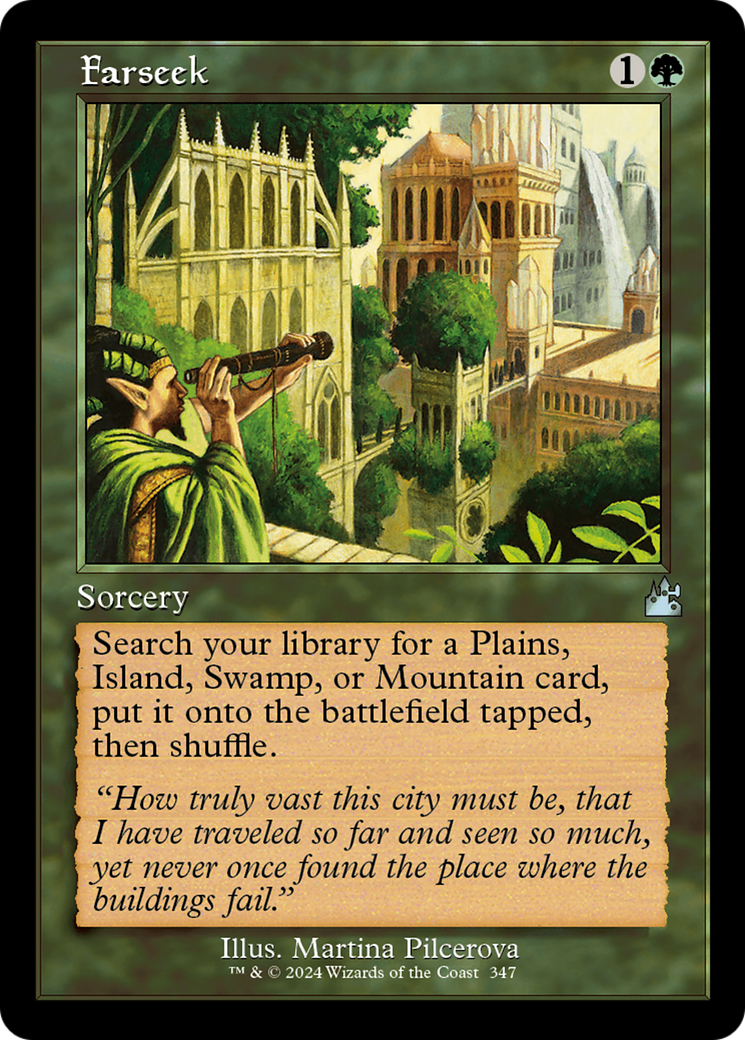 Farseek 1
Sorcery
Search your library for a Plains,
Island, Swamp, or Mountain card,
put it onto the battlefield tapped,
then shuffle.
“How truly vast this city must be, that
I have traveled so far and seen so much,
yet never once found the place where the
buildings fail.”
Illus. Martina Pilcerova
™ & © 2024 Wizards of the Coast 347